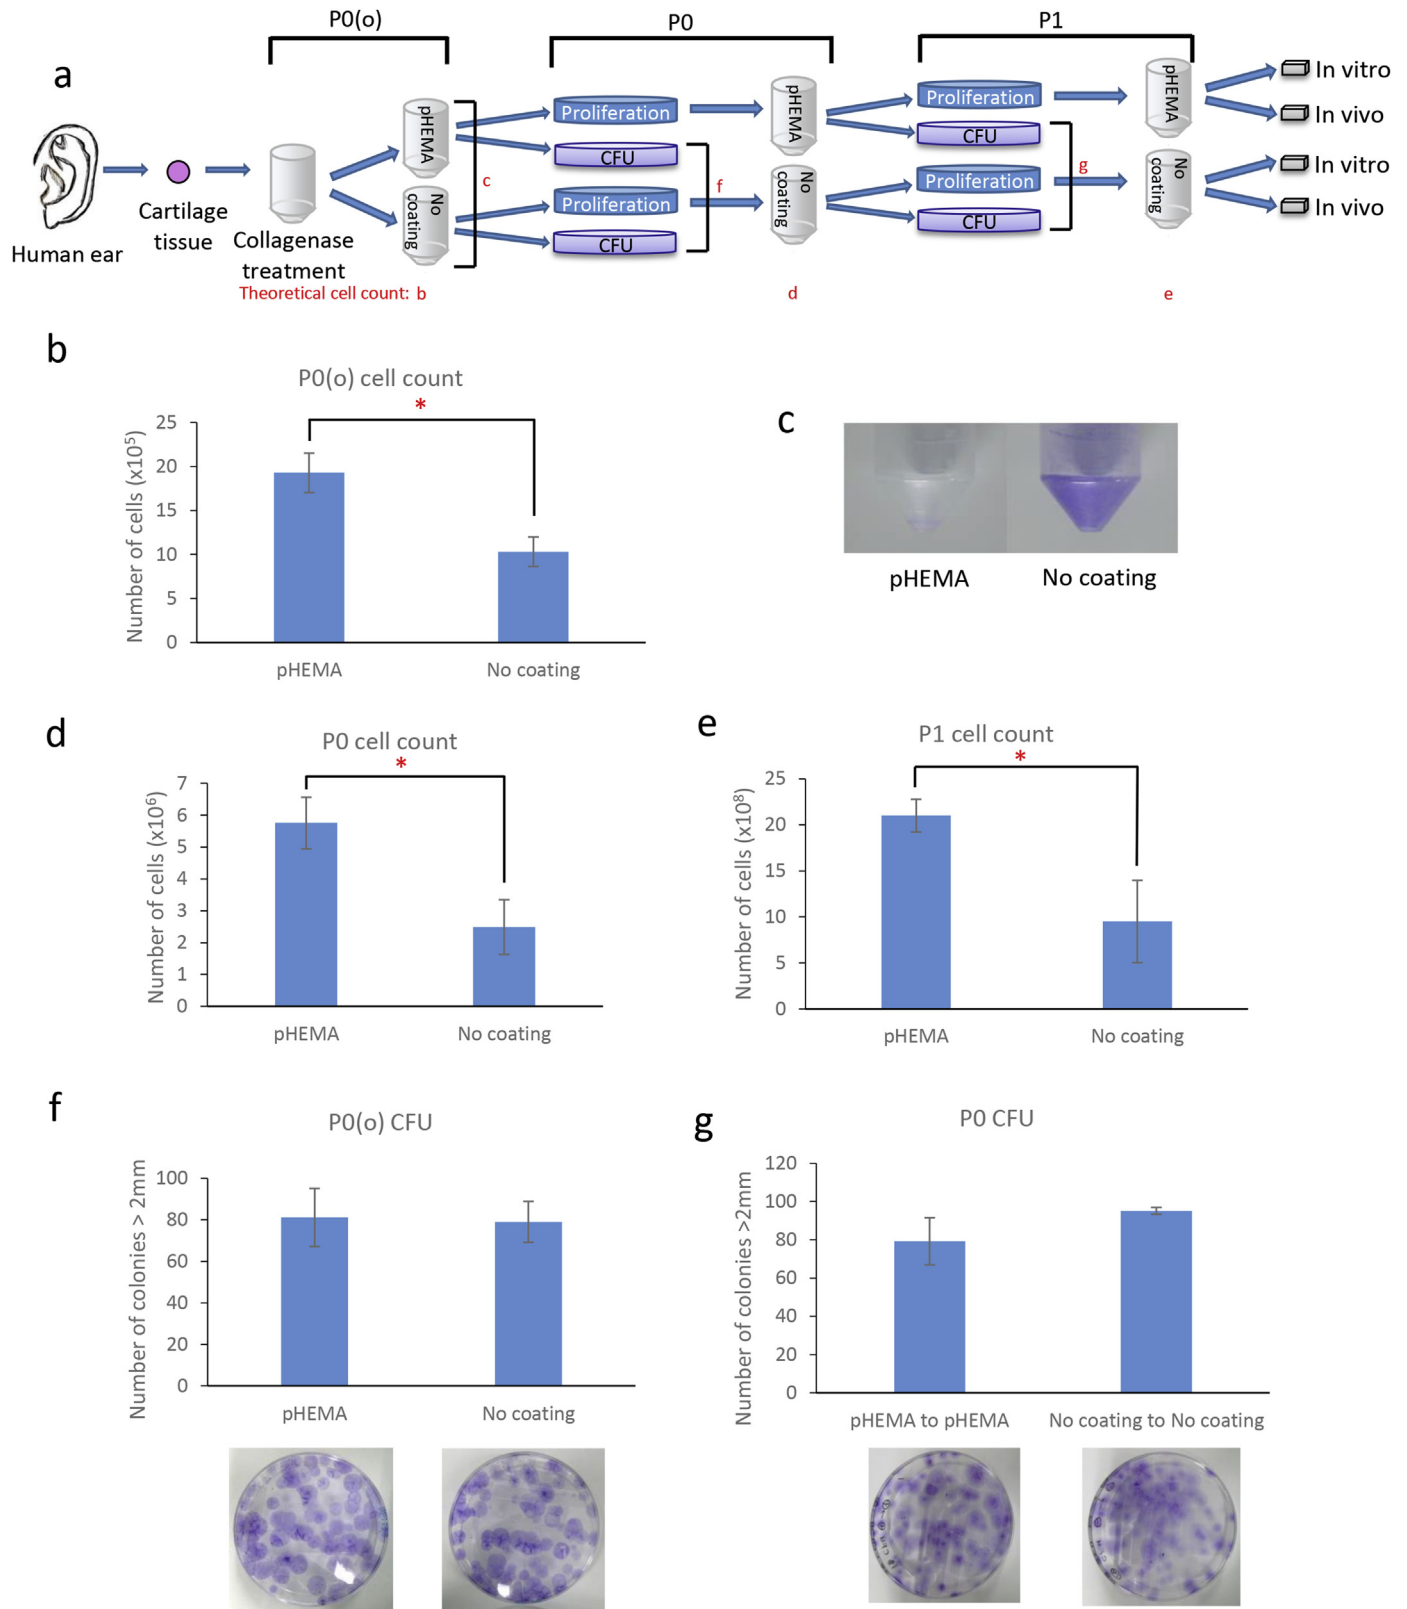 P0(o)
P0
P1
a
pHEMA
No coating
Proliferation
CFU
Proliferation
CFU
c
f
pHEMA
No coating
Proliferation
CFU
Proliferation
CFU
g
pHEMA
No coating
In vitro
In vivo
In vitro
In vivo
Human ear
Cartilage
tissue
Collagenase
treatment
Theoretical cell count: b
d
e
b
P0(o) cell count
*
Number of cells (x10⁵)
25
20
15
10
5
0
pHEMA
No coating
c
pHEMA
No coating
d
P0 cell count
*
Number of cells (x10⁶)
7
6
5
4
3
2
1
0
pHEMA
No coating
e
P1 cell count
*
Number of cells (x10⁸)
25
20
15
10
5
0
pHEMA
No coating
f
P0(o) CFU
Number of colonies > 2mm
100
80
60
40
20
0
pHEMA
No coating
g
P0 CFU
Number of colonies >2mm
120
100
80
60
40
20
0
pHEMA to pHEMA
No coating to No coating